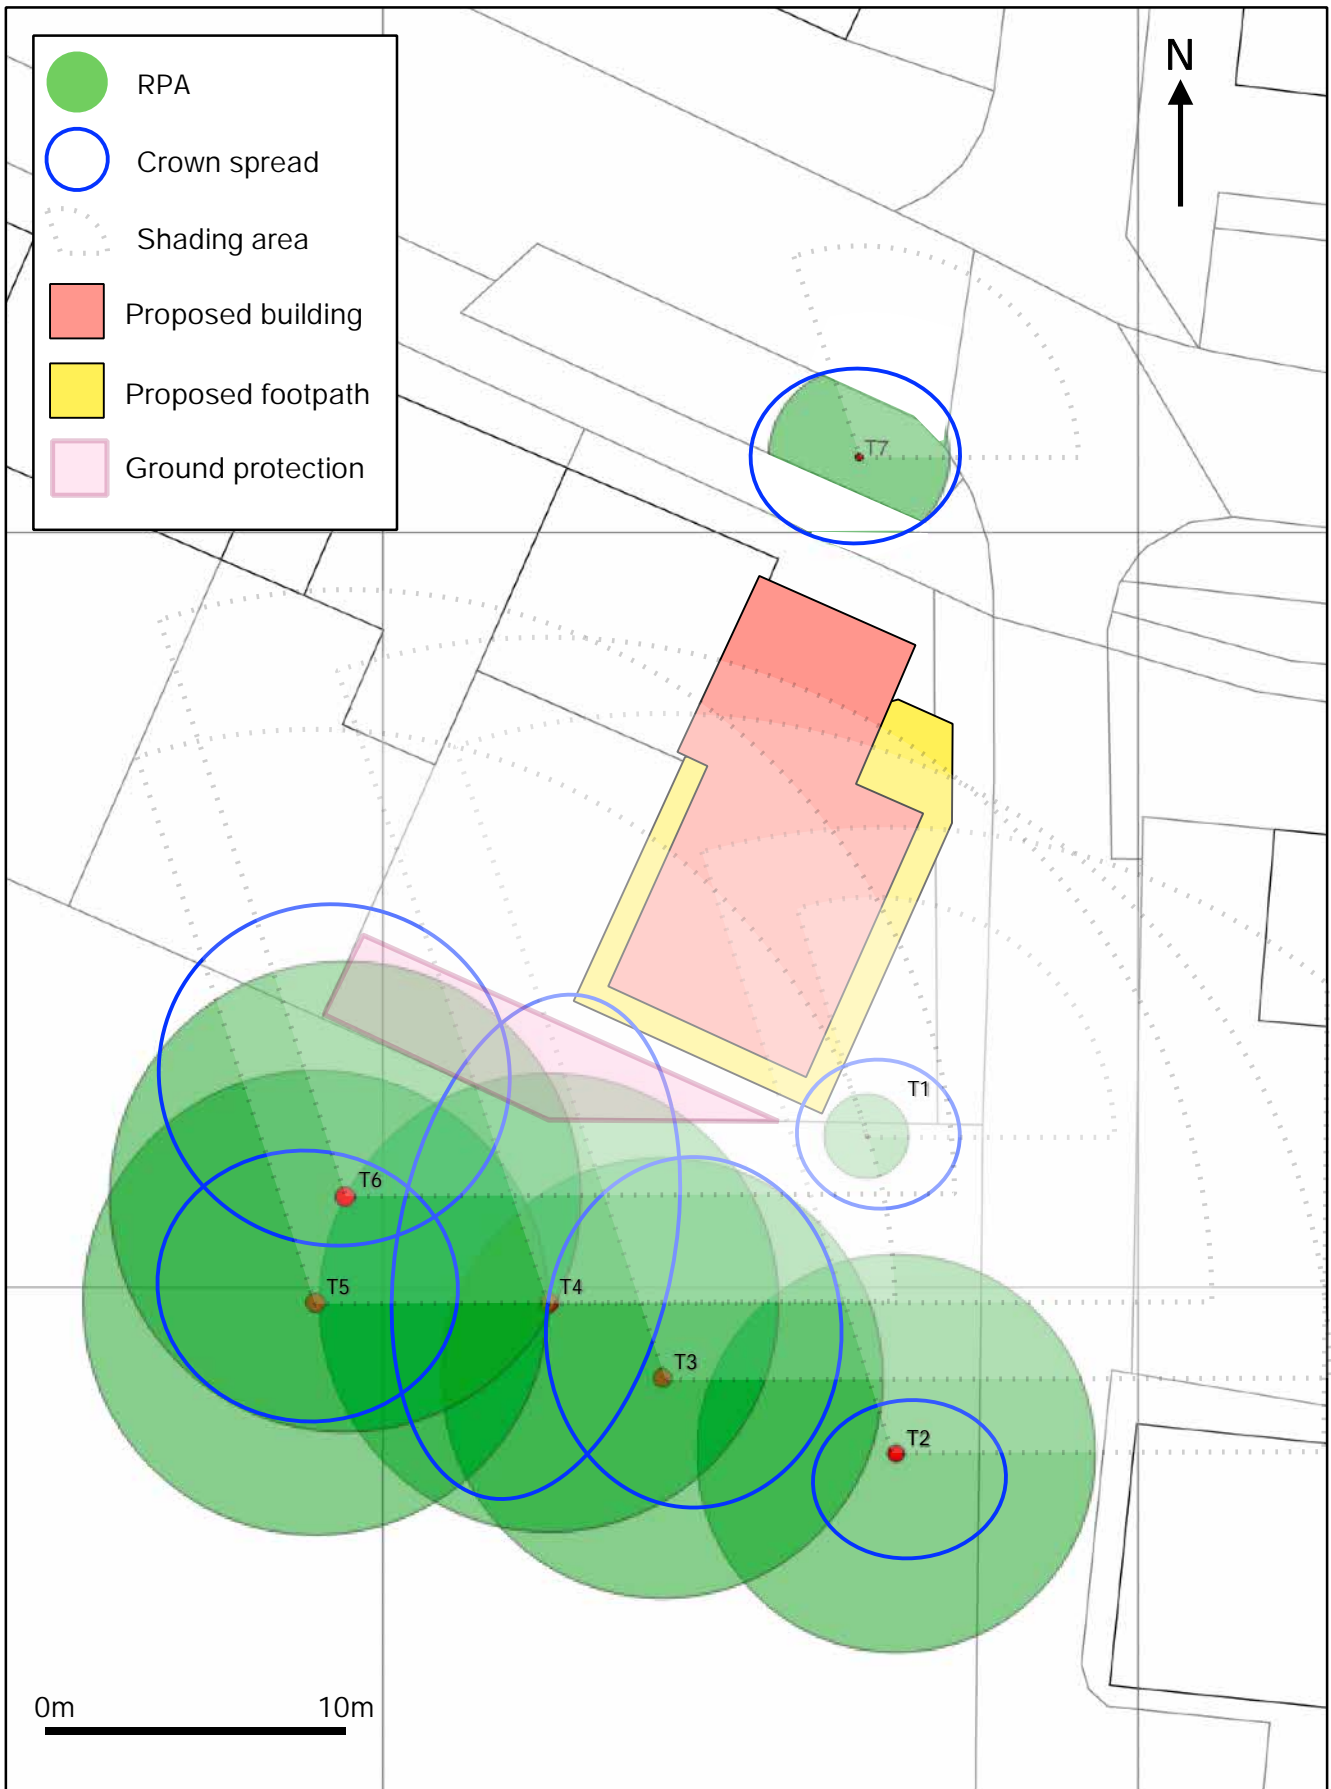 N
RPA
Crown spread
Shading area
Proposed building
Proposed footpath
Ground protection
T7
T1
T6
T5
T4
T3
T2
0m 10m